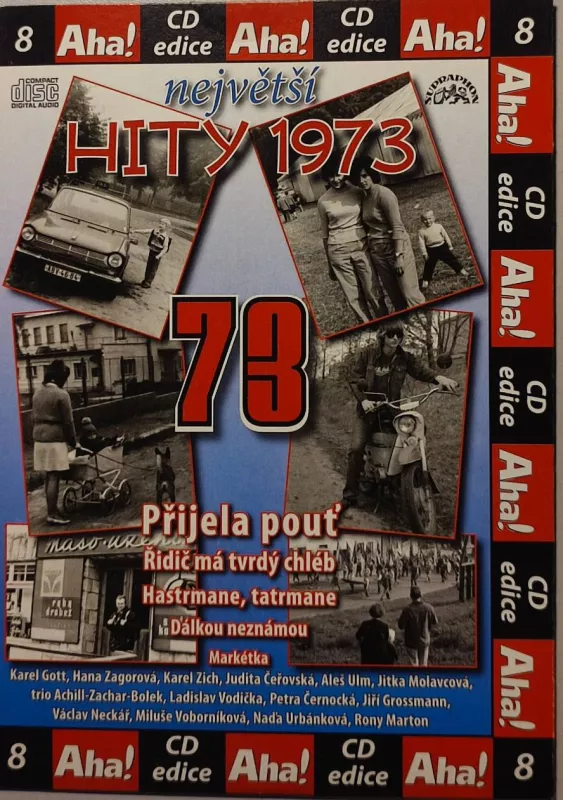 8 Aha! CD edice Aha! CD edice Aha! 8
COMPACT disc DIGITAL AUDIO
největší
SUPRAPHON
HITY 1973
73
maso-uzeni
Přijela pouť
Řidič má tvrdý chléb
Hastrmane, tatrmane
Dálkou neznámou
Markétka
Karel Gott, Hana Zagorová, Karel Zich, Judita Čeřovská, Aleš Ulm, Jitka Molavcová,
trio Achill-Zachar-Bolek, Ladislav Vodička, Petra Černocká, Jiří Grossmann,
Václav Neckář, Miluše Voborníková, Naďa Urbánková, Rony Marton
Aha!
CD edice
Aha!
CD edice
Aha!
CD edice
Aha!
8 Aha! CD edice Aha! CD edice Aha! 8